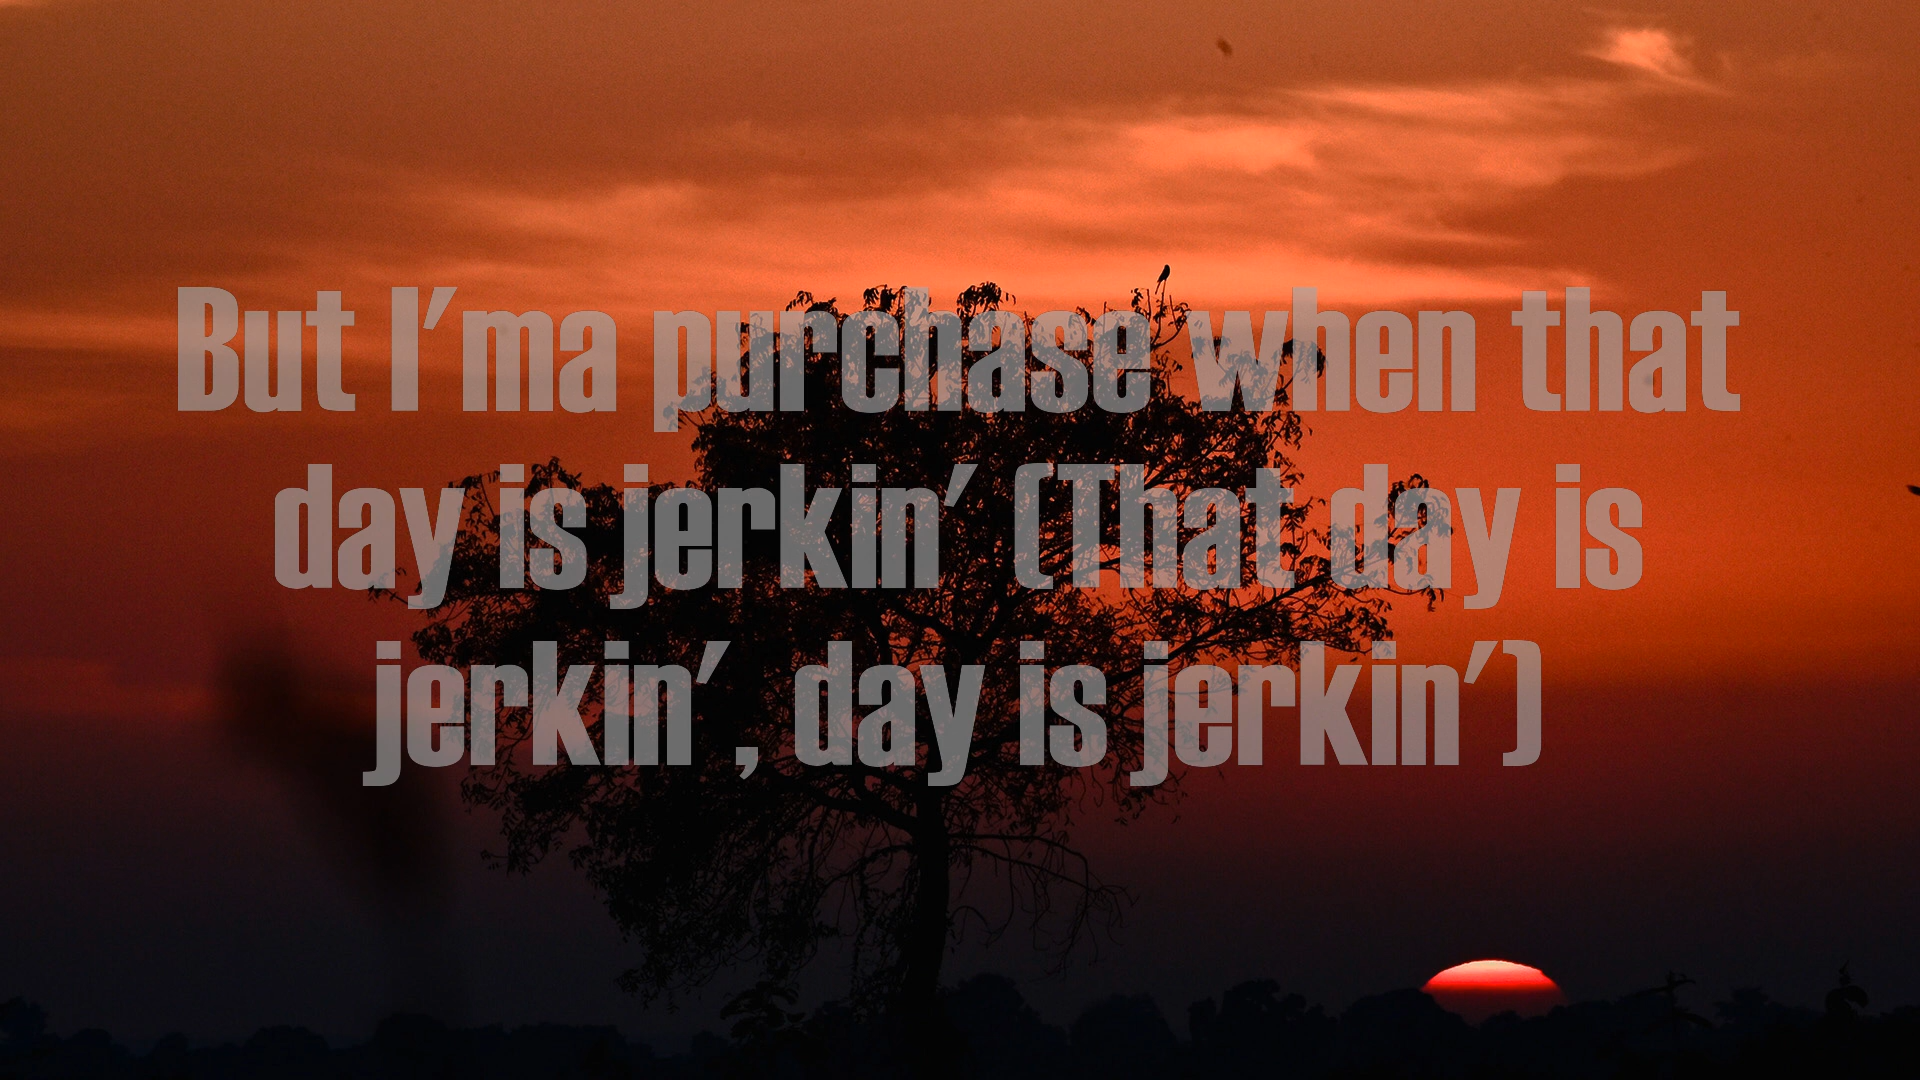 But I'ma purchase when that
day is jerkin' (That day is
jerkin', day is jerkin')